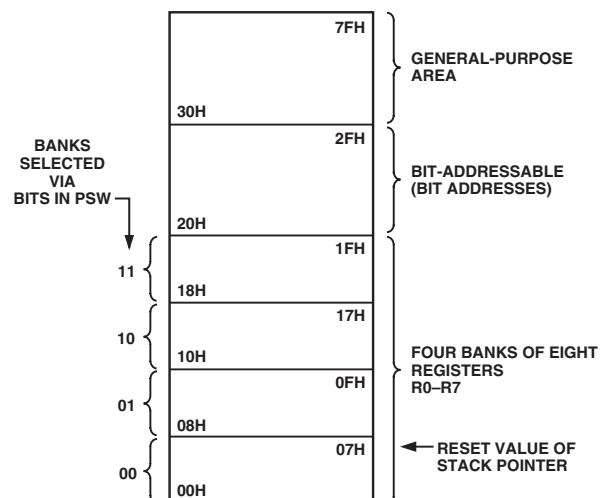 7FH
GENERAL-PURPOSE
AREA
30H
BANKS
SELECTED
VIA
BITS IN PSW
2FH
BIT-ADDRESSABLE
(BIT ADDRESSES)
20H
11
1FH
18H
10
17H
10H
FOUR BANKS OF EIGHT
REGISTERS
R0–R7
01
0FH
08H
00
07H
00H
RESET VALUE OF
STACK POINTER